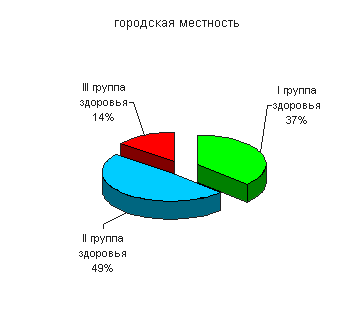 городская местность
III группа
здоровья
14%
I группа
здоровья
37%
II группа
здоровья
49%